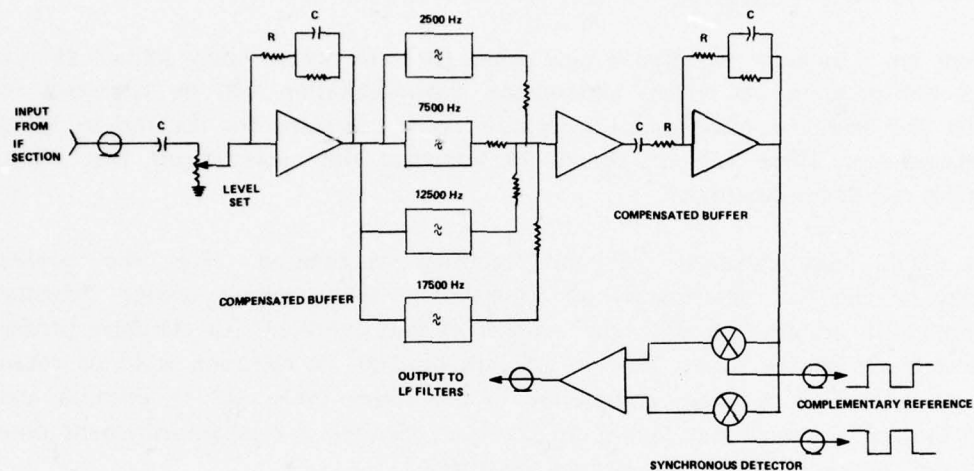 C
2500 Hz
C
R
R
INPUT
FROM
IF
SECTION
C
7500 Hz
C
R
LEVEL
SET
12500 Hz
COMPENSATED BUFFER
17500 Hz
COMPENSATED BUFFER
OUTPUT TO
LP FILTERS
COMPLEMENTARY REFERENCE
SYNCHRONOUS DETECTOR